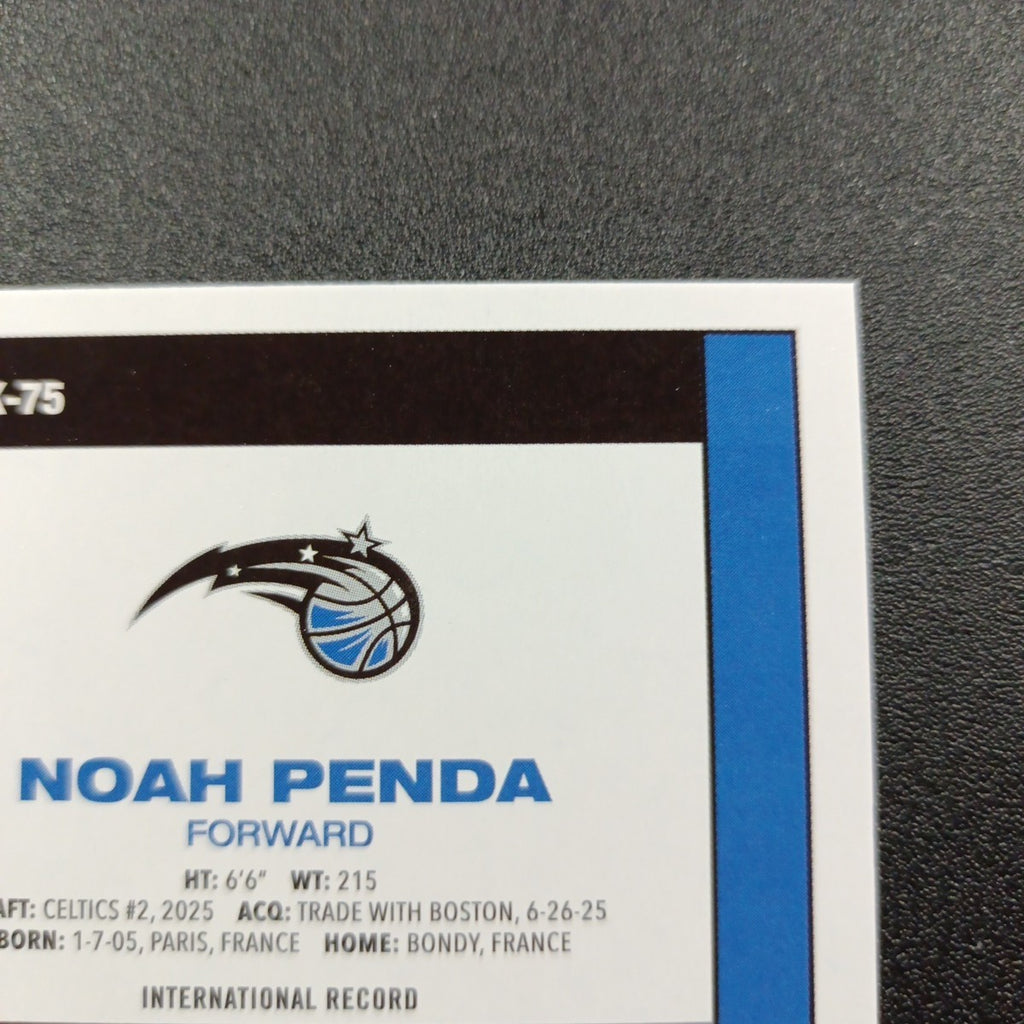 -75
NOAH PENDA
FORWARD
HT: 6'6" WT: 215
AFT: CELTICS #2, 2025 ACQ: TRADE WITH BOSTON, 6-26-25
BORN: 1-7-05, PARIS, FRANCE HOME: BONDY, FRANCE
INTERNATIONAL RECORD